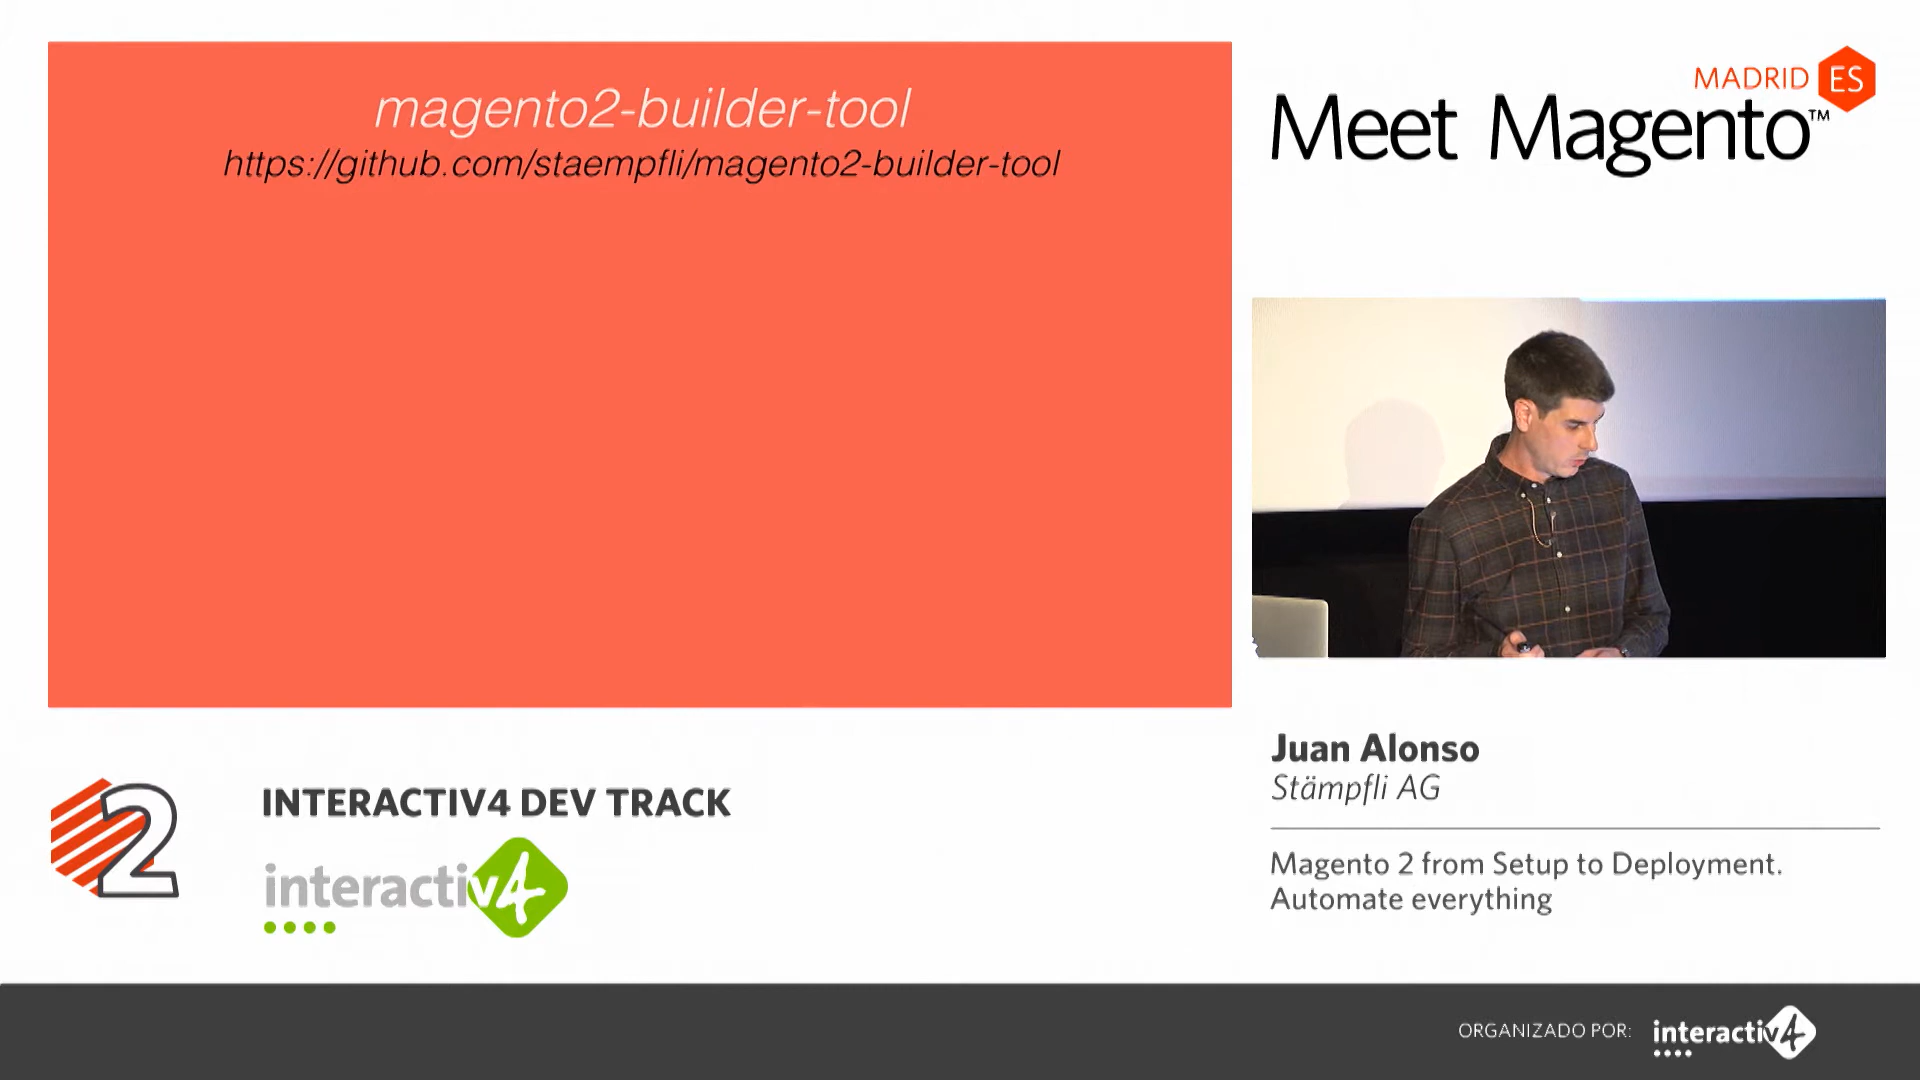 magento2-builder-tool
https://github.com/staempfli/magento2-builder-tool
MADRID ES
Meet Magento™
Juan Alonso
Stämpfli AG
Magento 2 from Setup to Deployment.
Automate everything
2
INTERACTIV4 DEV TRACK
interactiv4
ORGANIZADO POR:
interactiv4